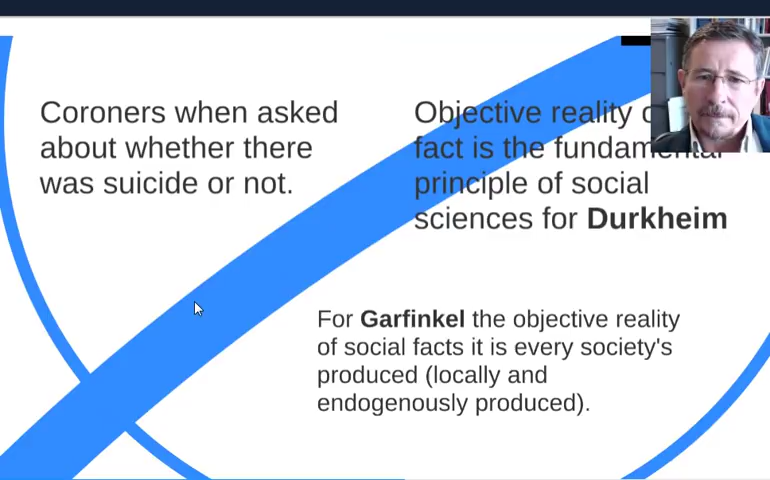 Coroners when asked
about whether there
was suicide or not.
Objective reality
fact is the fundamental
principle of social
sciences for Durkheim
For Garfinkel the objective reality
of social facts it is every society's
produced (locally and
endogenously produced).